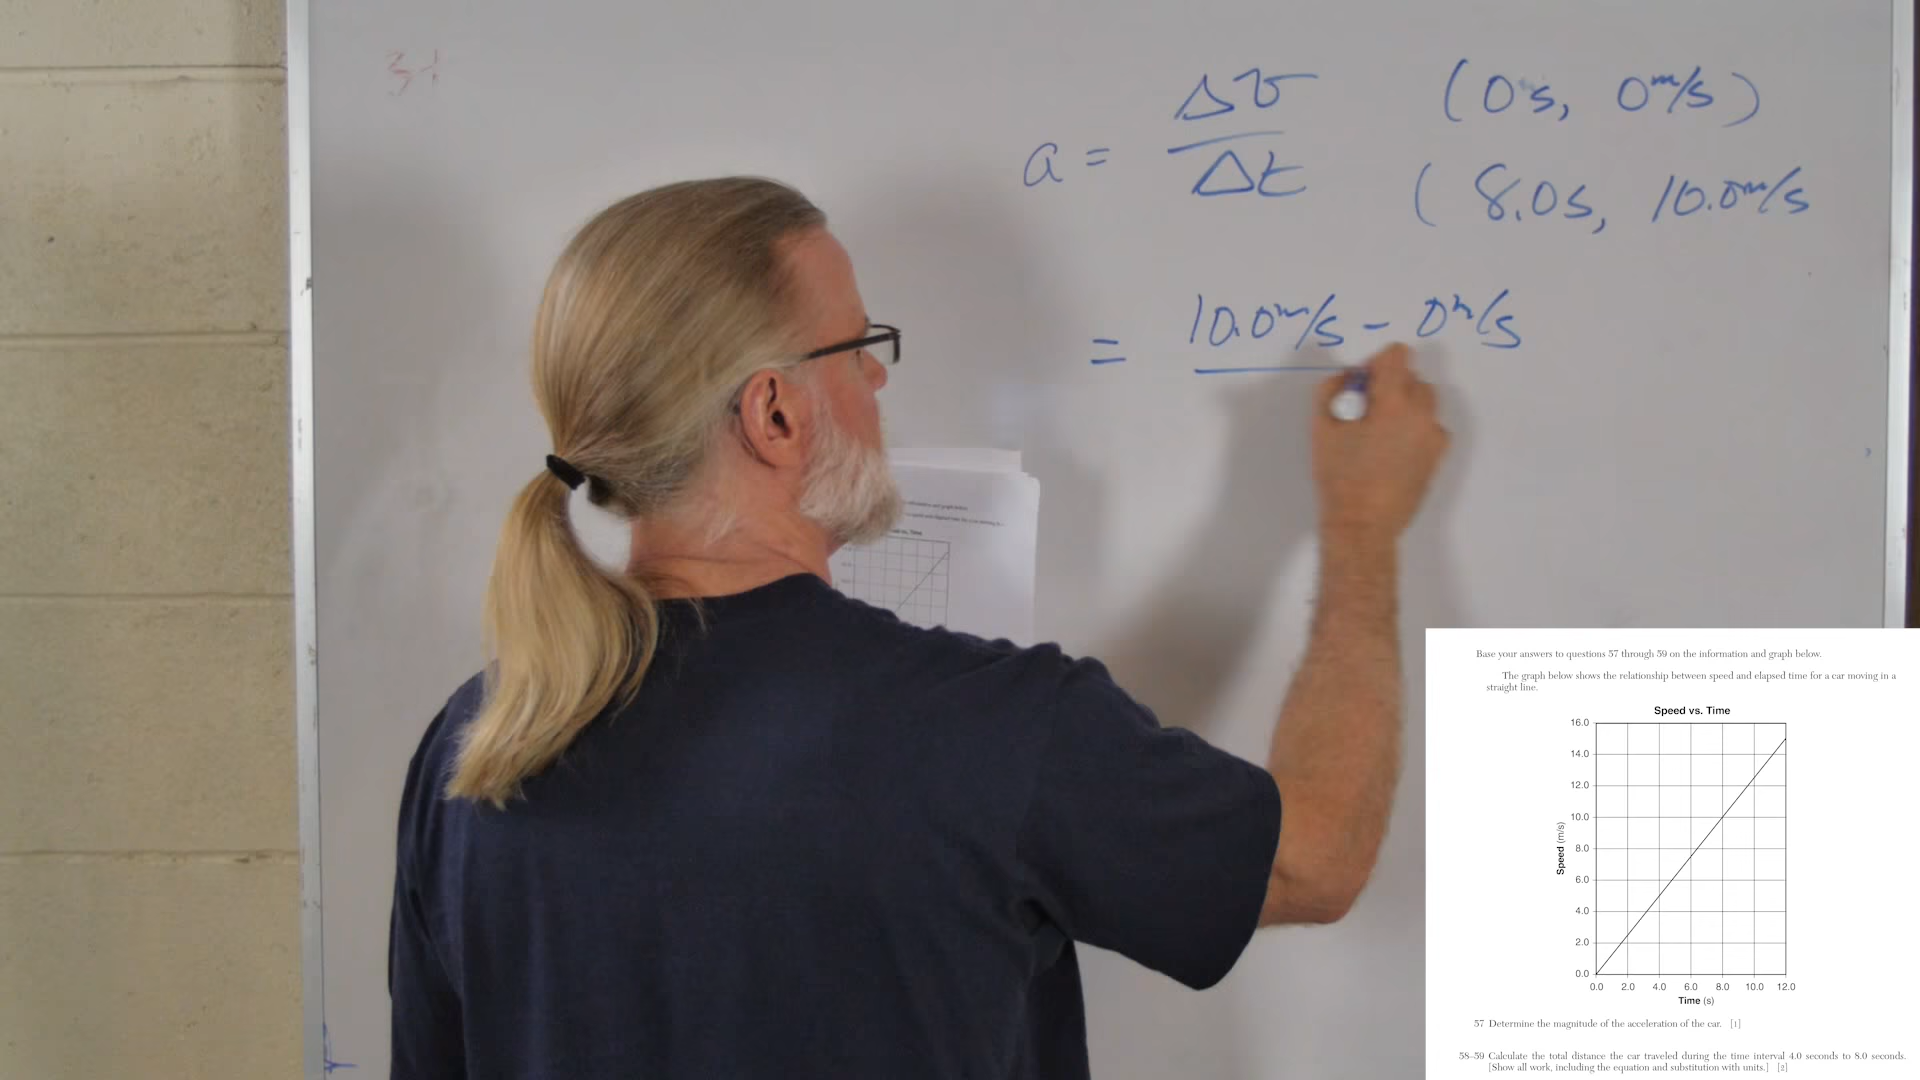 a = Δv / Δt
(0s, 0 m/s)
(8.0s, 10.0 m/s
= 10.0 m/s - 0 m/s
Base your answers to questions 57 through 59 on the information and graph below.
The graph below shows the relationship between speed and elapsed time for a car moving in a
straight line.
Speed vs. Time
16.0
14.0
12.0
10.0
8.0
6.0
4.0
2.0
0.0
Speed (m/s)
0.0 2.0 4.0 6.0 8.0 10.0 12.0
Time (s)
57 Determine the magnitude of the acceleration of the car. [1]
58–59 Calculate the total distance the car traveled during the time interval 4.0 seconds to 8.0 seconds.
[Show all work, including the equation and substitution with units.] [2]